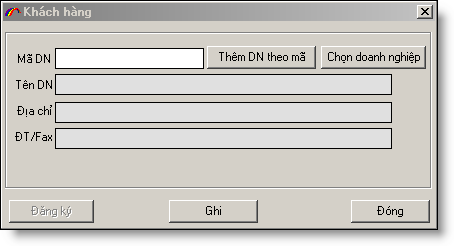 Khách hàng
Mã DN Thêm DN theo mã Chọn doanh nghiệp
Tên DN
Địa chỉ
ĐT/Fax
Đăng ký Ghi Đóng